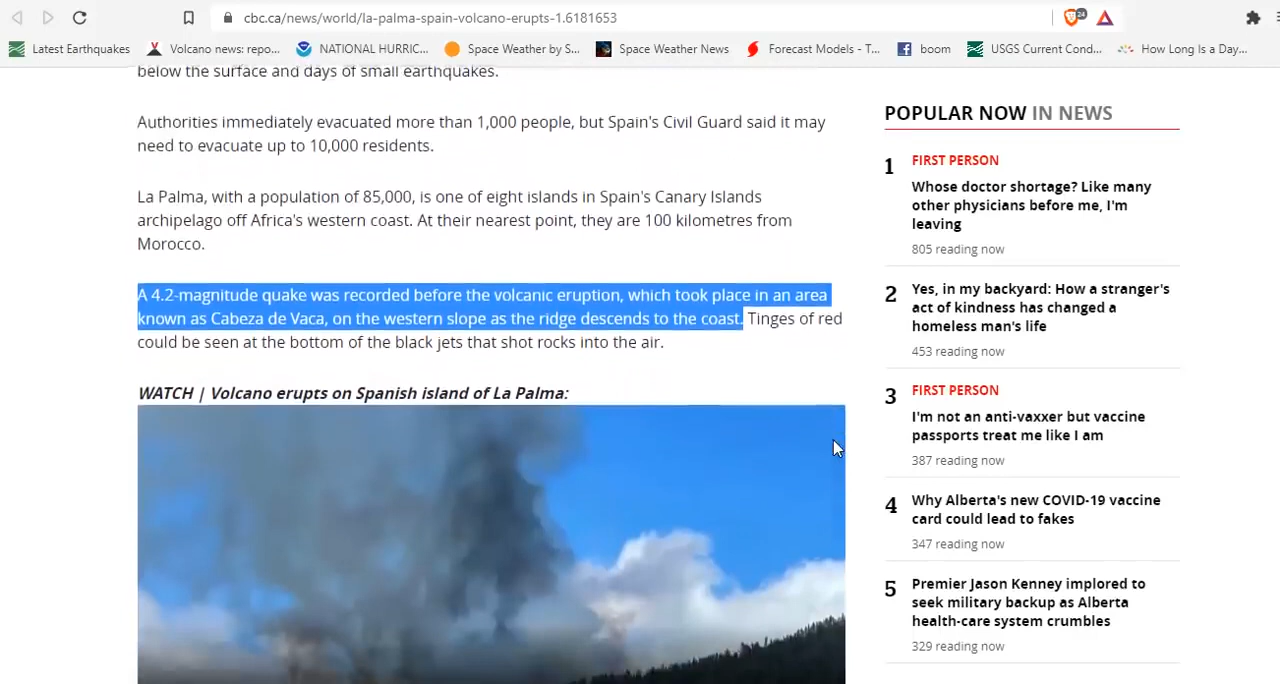 cbc.ca/news/world/la-palma-spain-volcano-erupts-1.6181653
24
Latest Earthquakes
Volcano news: repo...
NATIONAL HURRIC...
Space Weather by S...
Space Weather News
Forecast Models - T...
boom
USGS Current Cond...
How Long Is a Day...
below the surface and days of small earthquakes.
Authorities immediately evacuated more than 1,000 people, but Spain's Civil Guard said it may
need to evacuate up to 10,000 residents.
La Palma, with a population of 85,000, is one of eight islands in Spain's Canary Islands
archipelago off Africa's western coast. At their nearest point, they are 100 kilometres from
Morocco.
A 4.2-magnitude quake was recorded before the volcanic eruption, which took place in an area
known as Cabeza de Vaca, on the western slope as the ridge descends to the coast. Tinges of red
could be seen at the bottom of the black jets that shot rocks into the air.
WATCH | Volcano erupts on Spanish island of La Palma:
POPULAR NOW IN NEWS
1
FIRST PERSON
Whose doctor shortage? Like many
other physicians before me, I'm
leaving
805 reading now
2
Yes, in my backyard: How a stranger's
act of kindness has changed a
homeless man's life
453 reading now
3
FIRST PERSON
I'm not an anti-vaxxer but vaccine
passports treat me like I am
387 reading now
4
Why Alberta's new COVID-19 vaccine
card could lead to fakes
347 reading now
5
Premier Jason Kenney implored to
seek military backup as Alberta
health-care system crumbles
329 reading now